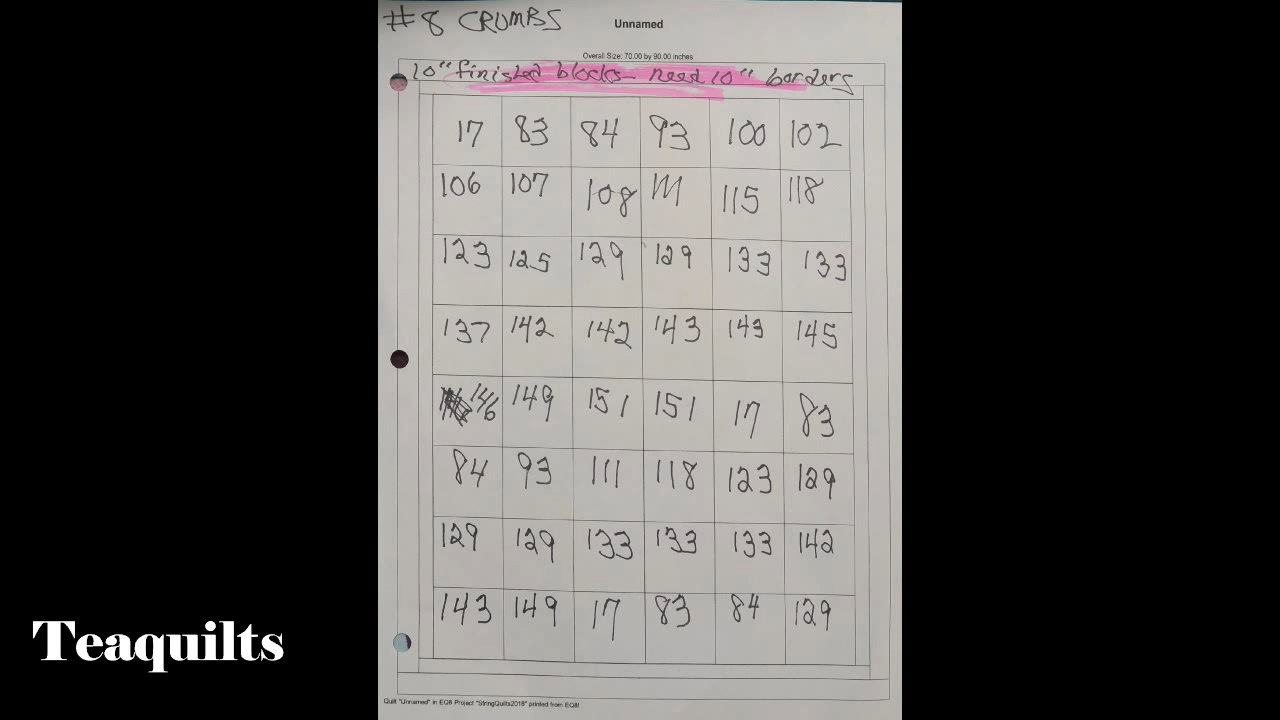 #8 CRUMBS
Unnamed
Overall Size: 70.00 by 90.00 inches
10" finished blocks - need 10" borders
17 83 84 93 100 102
106 107 108 111 115 118
123 125 129 129 133 133
137 142 142 143 143 145
146 149 151 151 17 83
84 93 111 118 123 129
129 129 133 133 133 142
143 149 17 83 84 129
Teaquilts
Quilt "Unnamed" in EQ8 Project "StringQuilts2018" printed from EQ8!